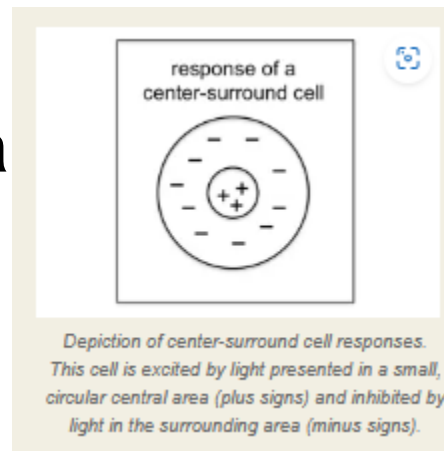 response of a
center-surround cell
Depiction of center-surround cell responses.
This cell is excited by light presented in a small,
circular central area (plus signs) and inhibited by
light in the surrounding area (minus signs).